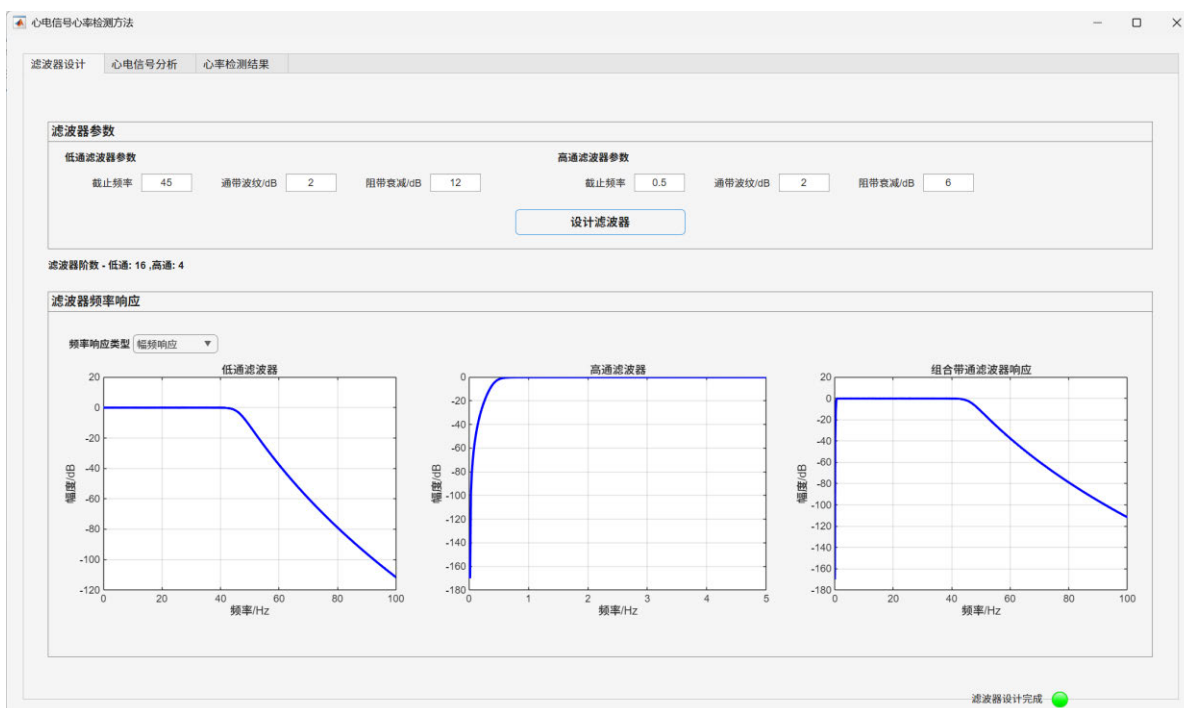 心电信号心率检测方法
滤波器设计 心电信号分析 心率检测结果
滤波器参数
低通滤波器参数 高通滤波器参数
截止频率 45 通带波纹/dB 2 阻带衰减/dB 12 截止频率 0.5 通带波纹/dB 2 阻带衰减/dB 6
设计滤波器
滤波器阶数 - 低通: 16 ,高通: 4
滤波器频率响应
频率响应类型 幅频响应
低通滤波器
20
0
-20
-40
-60
-80
-100
-120
幅度/dB
0 20 40 60 80 100
频率/Hz
高通滤波器
0
-20
-40
-60
-80
-100
-120
-140
-160
-180
幅度/dB
0 1 2 3 4 5
频率/Hz
组合带通滤波器响应
20
0
-20
-40
-60
-80
-100
-120
-140
-160
-180
幅度/dB
0 20 40 60 80 100
频率/Hz
滤波器设计完成